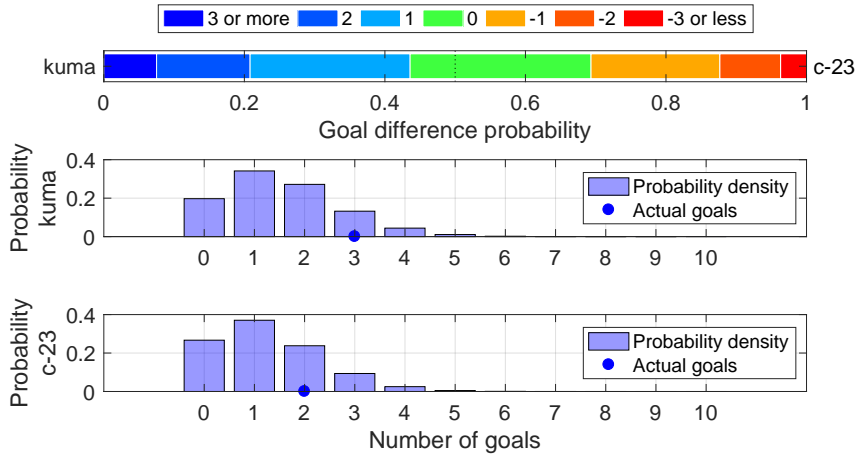 3 or more 2 1 0 -1 -2 -3 or less
kuma c-23
0 0.2 0.4 0.6 0.8 1
Goal difference probability
Probability
kuma
0.4
0.2
0
Probability density
Actual goals
0 1 2 3 4 5 6 7 8 9 10
Probability
c-23
0.4
0.2
0
Probability density
Actual goals
0 1 2 3 4 5 6 7 8 9 10
Number of goals